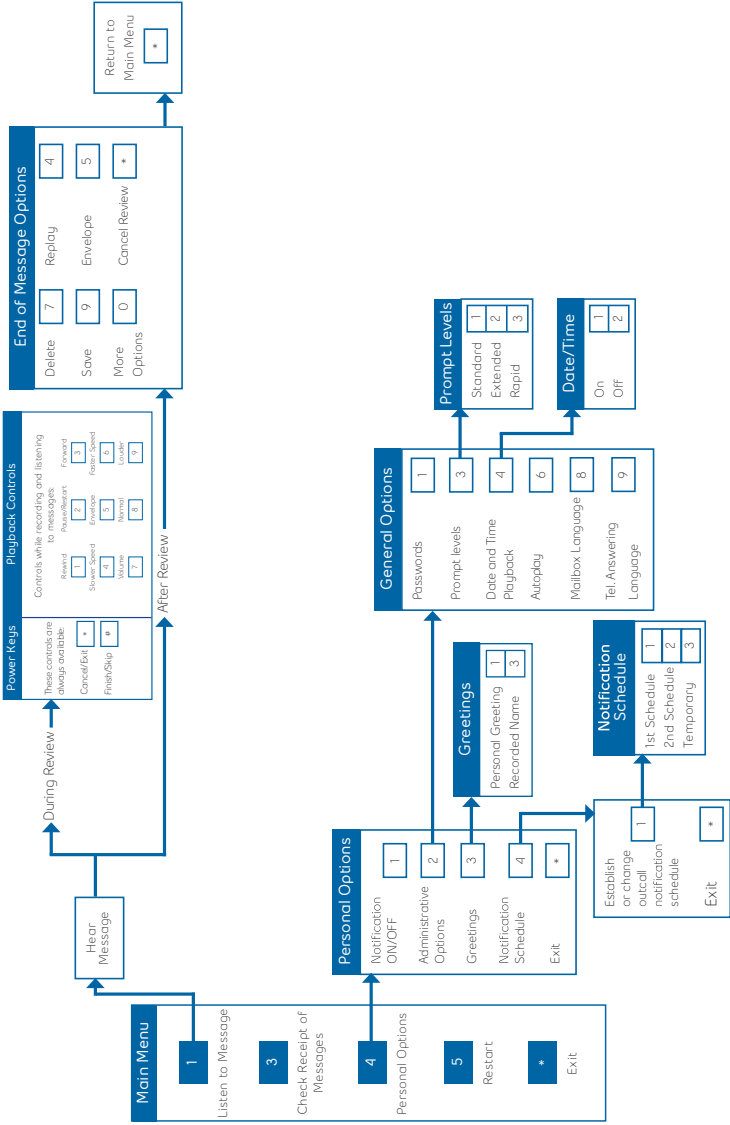 Main Menu
1
Listen to Message
3
Check Receipt of
Messages
4
Personal Options
5
Restart
*
Exit
Hear
Message
During Review
After Review
Power Keys
These controls are
always available:
Cancel/Exit
*
Finish/Skip
#
Playback Controls
Controls while recording and listening
to messages:
Rewind Pause/Restart Forward
1 2 3
Slower Speed Envelope Faster Speed
4 5 6
Volume Normal Louder
7 8 9
End of Message Options
Delete 7 Replay 4
Save 9 Envelope 5
More
Options 0 Cancel Review *
Return to
Main Menu
*
Personal Options
Notification
ON/OFF 1
Administrative
Options 2
Greetings 3
Notification
Schedule 4
Exit *
Greetings
Personal Greeting 1
Recorded Name 3
General Options
Passwords 1
Prompt levels 3
Date and Time
Playback 4
Autoplay 6
Mailbox Language 8
Tel. Answering
Language 9
Prompt Levels
Standard 1
Extended 2
Rapid 3
Date/Time
On 1
Off 2
Establish
or change
outcall
notification
schedule
1
Exit *
Notification
Schedule
1st Schedule 1
2nd Schedule 2
Temporary 3